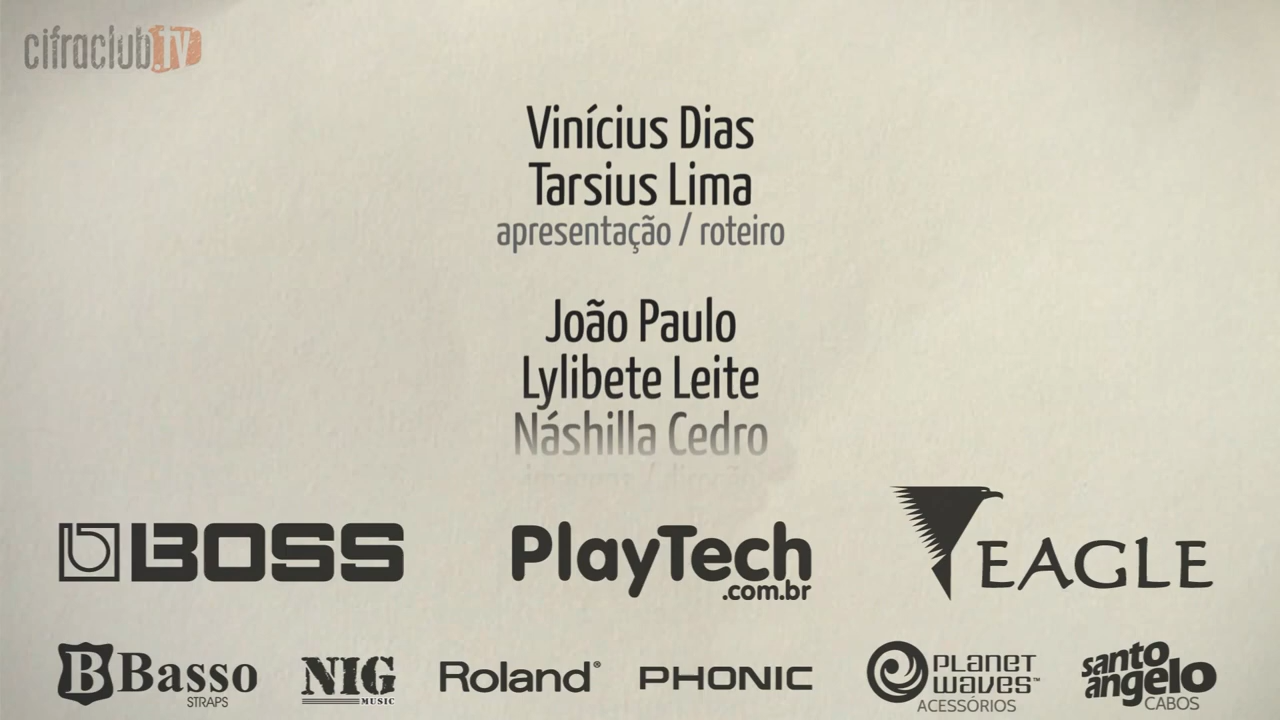 cifraclub.tv
Vinícius Dias
Tarsius Lima
apresentação / roteiro
João Paulo
Lylibete Leite
Náshilla Cedro
BOSS
PlayTech
.com.br
EAGLE
B Basso
STRAPS
NIG
MUSIC
Roland®
PHONIC
PLANET
WAVES™
ACESSÓRIOS
santo
angelo
CABOS